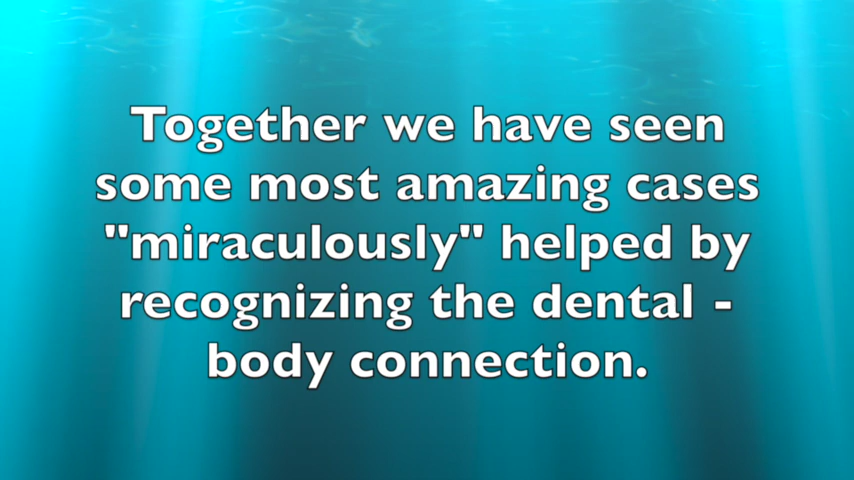 Together we have seen
some most amazing cases
"miraculously" helped by
recognizing the dental -
body connection.